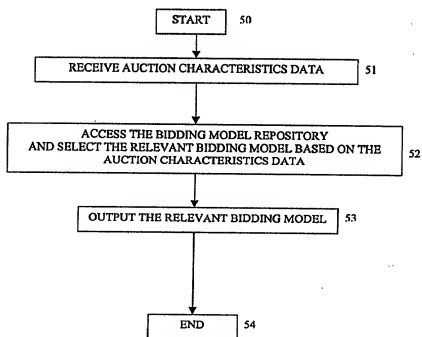 START 50
RECEIVE AUCTION CHARACTERISTICS DATA 51
ACCESS THE BIDDING MODEL REPOSITORY
AND SELECT THE RELEVANT BIDDING MODEL BASED ON THE
AUCTION CHARACTERISTICS DATA 52
OUTPUT THE RELEVANT BIDDING MODEL 53
END 54